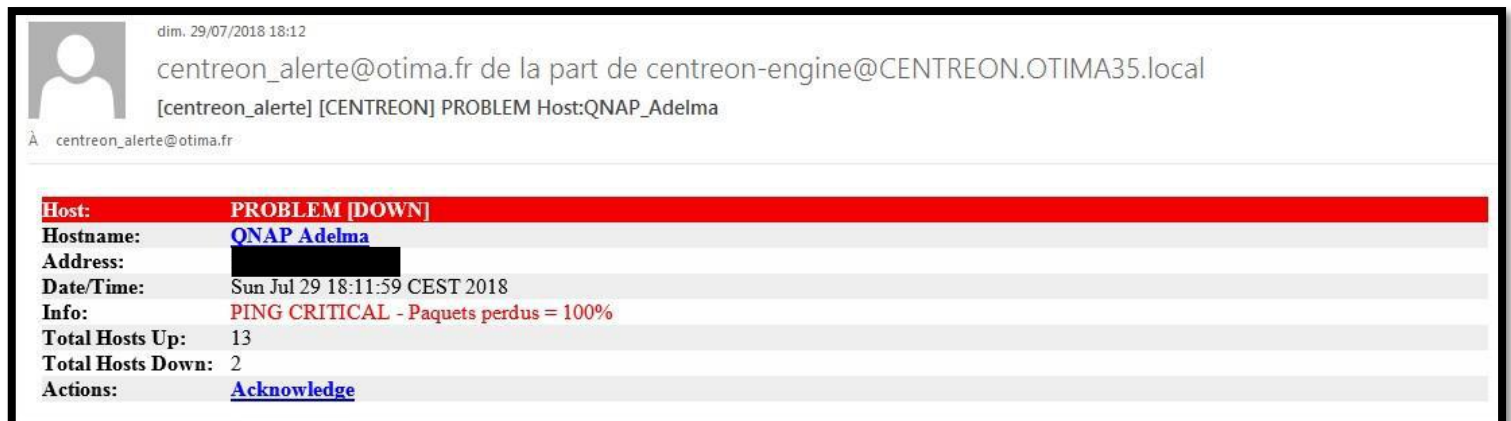 dim. 29/07/2018 18:12
centreon_alerte@otima.fr de la part de centreon-engine@CENTREON.OTIMA35.local
[centreon_alerte] [CENTREON] PROBLEM Host:QNAP_Adelma
À centreon_alerte@otima.fr
Host: PROBLEM [DOWN]
Hostname: QNAP Adelma
Address:
Date/Time: Sun Jul 29 18:11:59 CEST 2018
Info: PING CRITICAL - Paquets perdus = 100%
Total Hosts Up: 13
Total Hosts Down: 2
Actions: Acknowledge